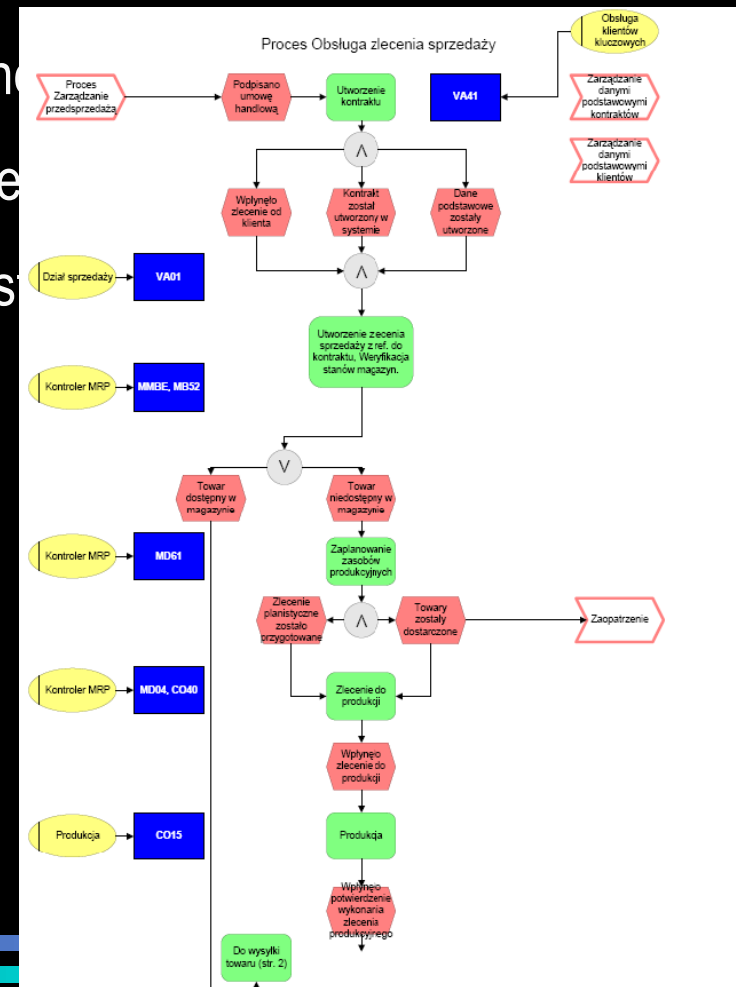 Proces Obsługa zlecenia sprzedaży
Obsługa
klientów
kluczowych
Proces
Zarządzanie
przedsprzedażą
Podpisano
umowę
handlową
Utworzenie
kontraktu
VA41
Zarządzanie
danymi
podstawowymi
kontraktów
Zarządzanie
danymi
podstawowymi
klientów
Λ
Wpłynęło
zlecenie od
klienta
Kontrakt
został
utworzony w
systemie
Dane
podstawowe
zostały
utworzone
Dział sprzedaży
VA01
Λ
Utworzenie zecenia
sprzedaży z ref. do
kontraktu, Weryfikacja
stanów magazyn.
Kontroler MRP
MMBE, MB52
V
Towar
dostępny w
magazynie
Towar
niedostępny w
magazynie
Kontroler MRP
MD61
Zaplanowanie
zasobów
produkcyjnych
Zlecenie
planistyczne
zostało
przygotowane
Λ
Towary
zostały
dostarczone
Zaopatrzenie
Kontroler MRP
MD04, CO40
Zlecenie do
produkcji
Wpłynęło
zlecenie do
produkcji
Produkcja
CO15
Produkcja
Wpłynęło
potwierdzenie
wykonania
zlecenia
produkcyjnego
Do wysyłki
towaru (str. 2)